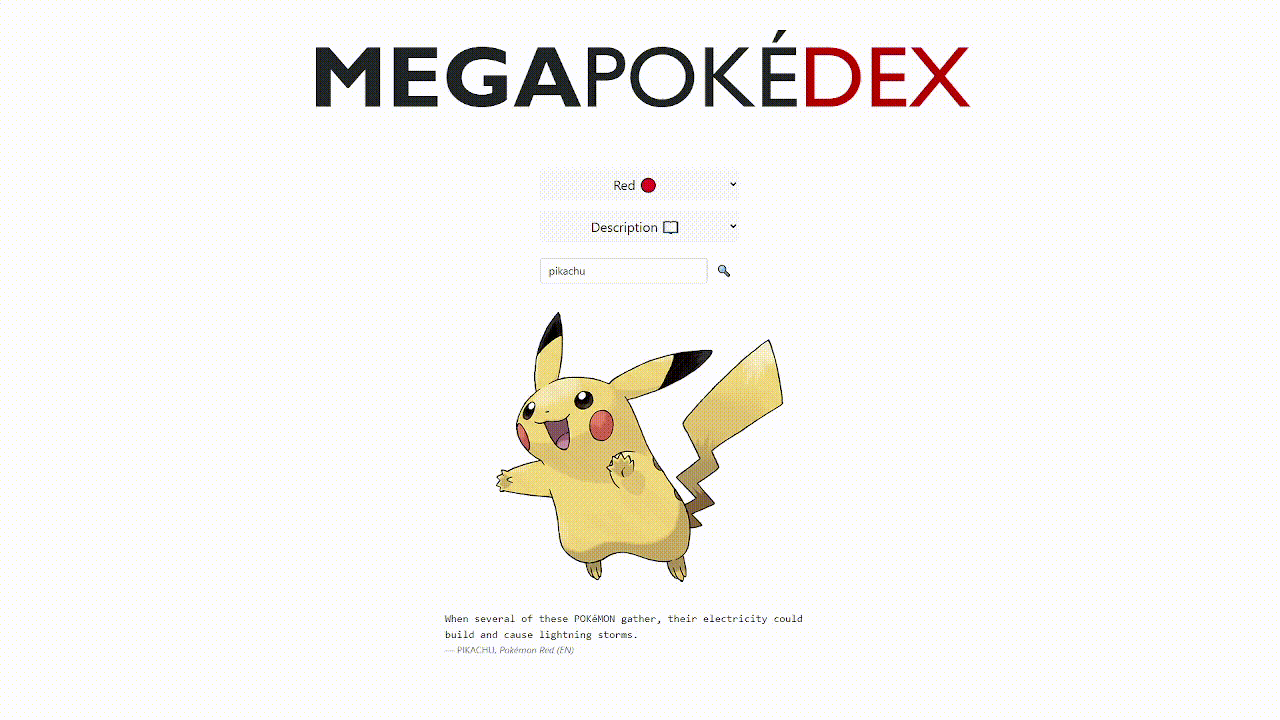 MEGAPOKÉDEX
Red
Description
pikachu
When several of these POKéMON gather, their electricity could
build and cause lightning storms.
— PIKACHU, Pokémon Red (EN)